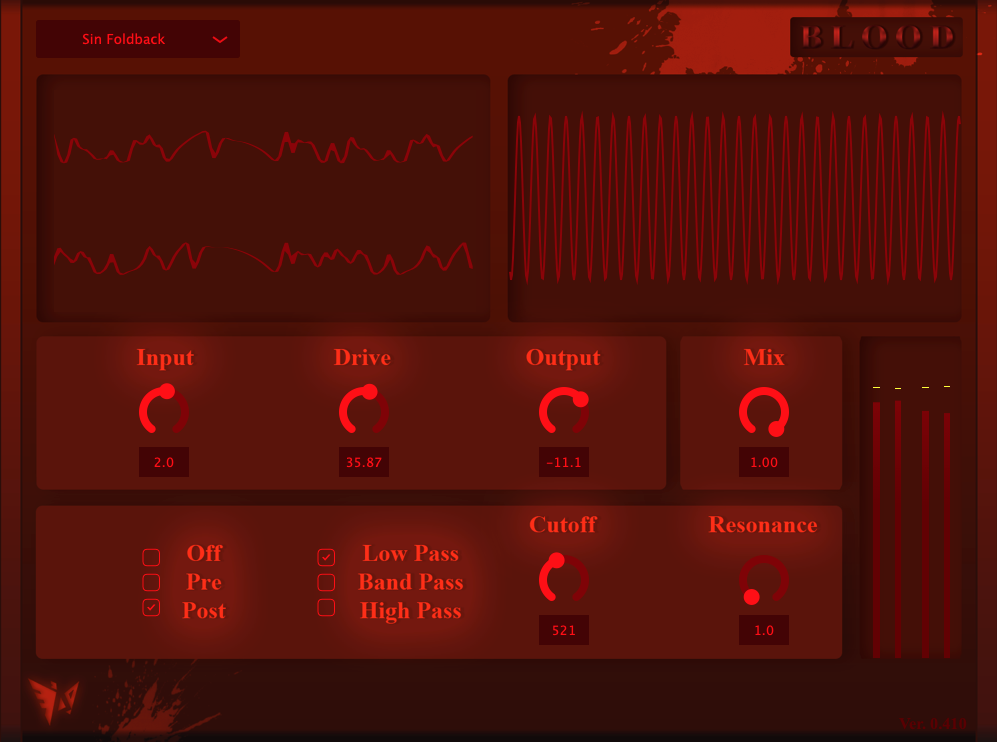 Sin Foldback
BLOOD
Input
Drive
Output
Mix
2.0
35.87
-11.1
1.00
Cutoff
Resonance
Off
Pre
Post
Low Pass
Band Pass
High Pass
521
1.0
Ver. 0.410